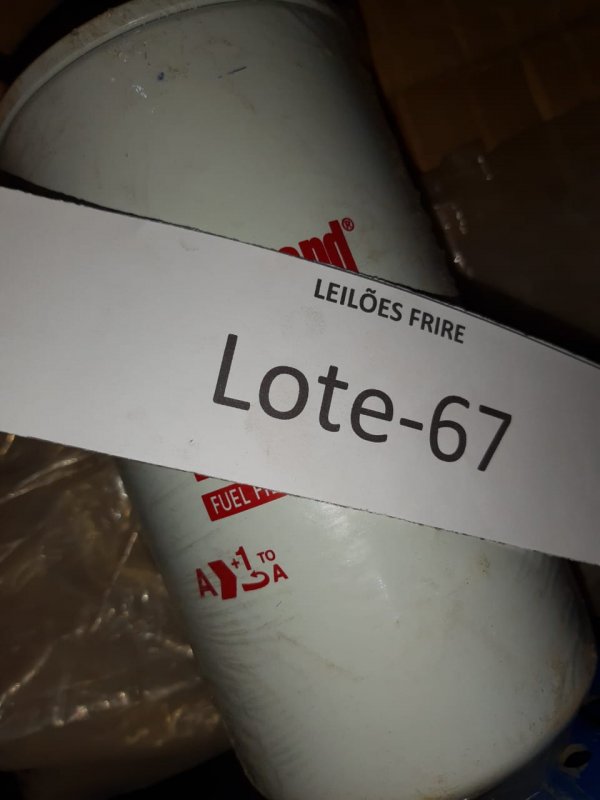 LEILÕES FRIRE
Lote-67
FUEL
A +1 TO A